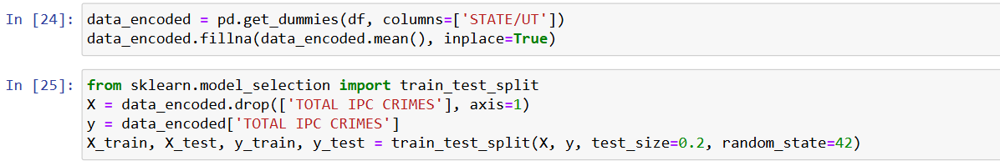 In [24]: data_encoded = pd.get_dummies(df, columns=['STATE/UT'])
data_encoded.fillna(data_encoded.mean(), inplace=True)
In [25]: from sklearn.model_selection import train_test_split
X = data_encoded.drop(['TOTAL IPC CRIMES'], axis=1)
y = data_encoded['TOTAL IPC CRIMES']
X_train, X_test, y_train, y_test = train_test_split(X, y, test_size=0.2, random_state=42)